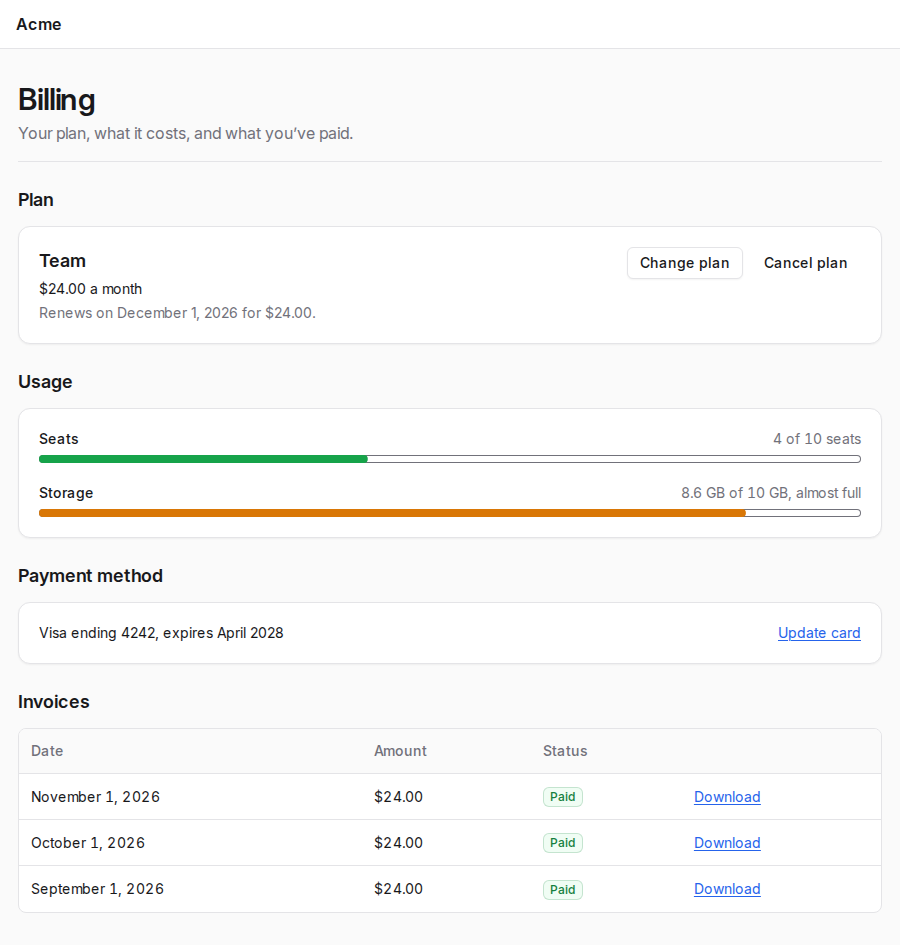 Acme
Billing
Your plan, what it costs, and what you’ve paid.
Plan
Team
Change plan
Cancel plan
$24.00 a month
Renews on December 1, 2026 for $24.00.
Usage
Seats 4 of 10 seats
Storage 8.6 GB of 10 GB, almost full
Payment method
Visa ending 4242, expires April 2028 Update card
Invoices
Date Amount Status
November 1, 2026 $24.00 Paid Download
October 1, 2026 $24.00 Paid Download
September 1, 2026 $24.00 Paid Download